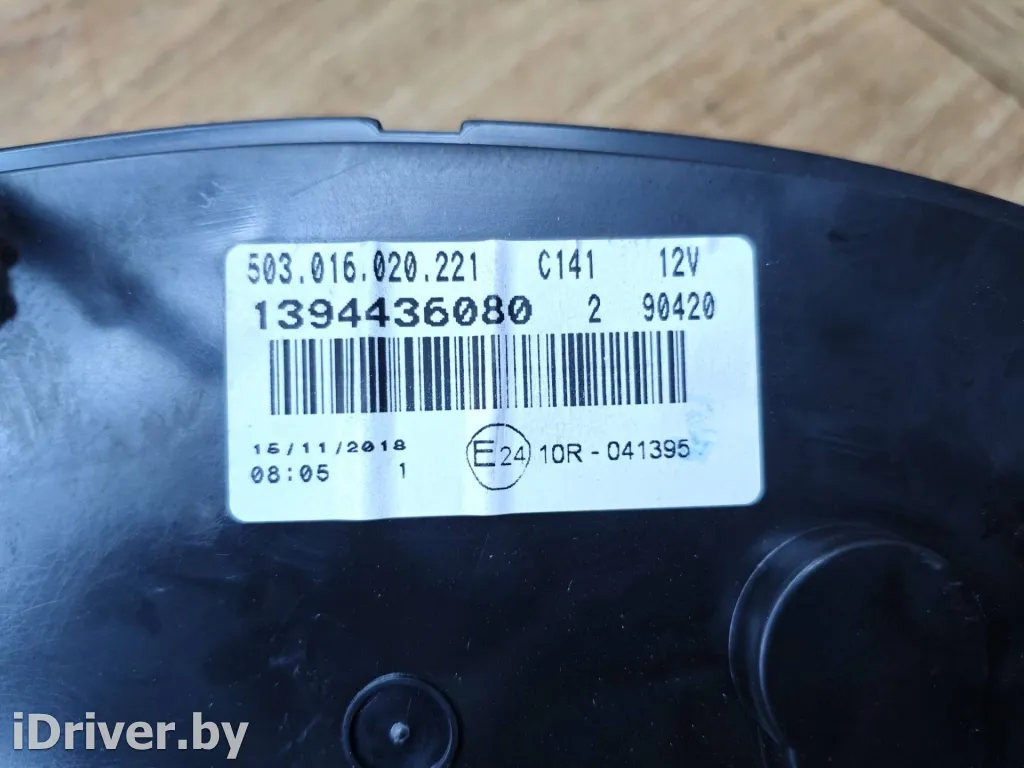 503.016.020.221 C141 12V
1394436080 2 90420
15/11/2018
08:05 1
E24 10R - 041395
iDriver.by